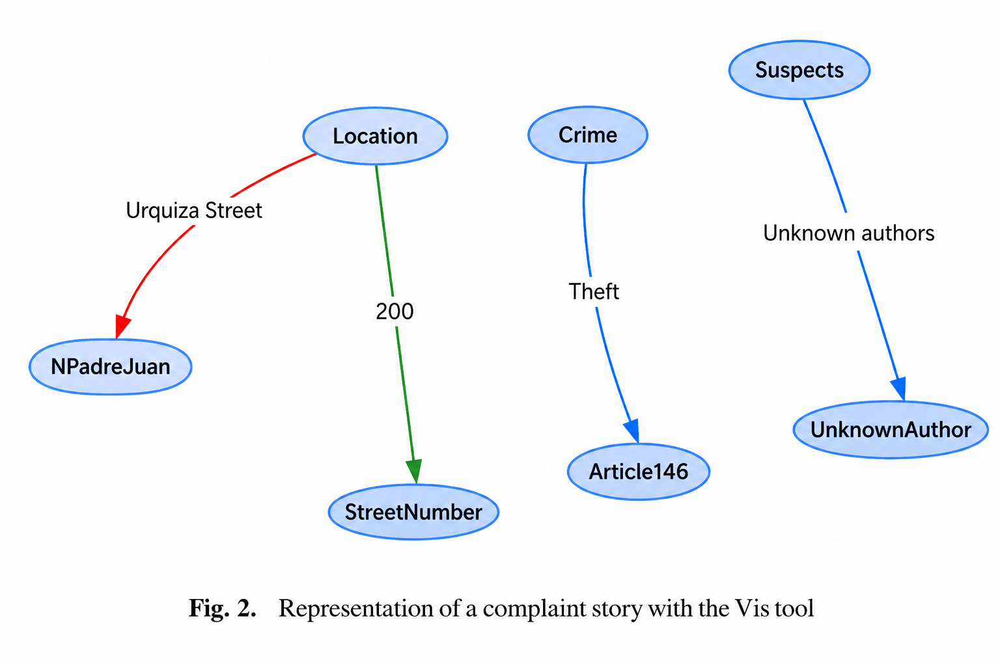 Suspects
Location
Crime
Urquiza Street
Unknown authors
Theft
200
NPadreJuan
UnknownAuthor
Article146
StreetNumber
Fig. 2. Representation of a complaint story with the Vis tool